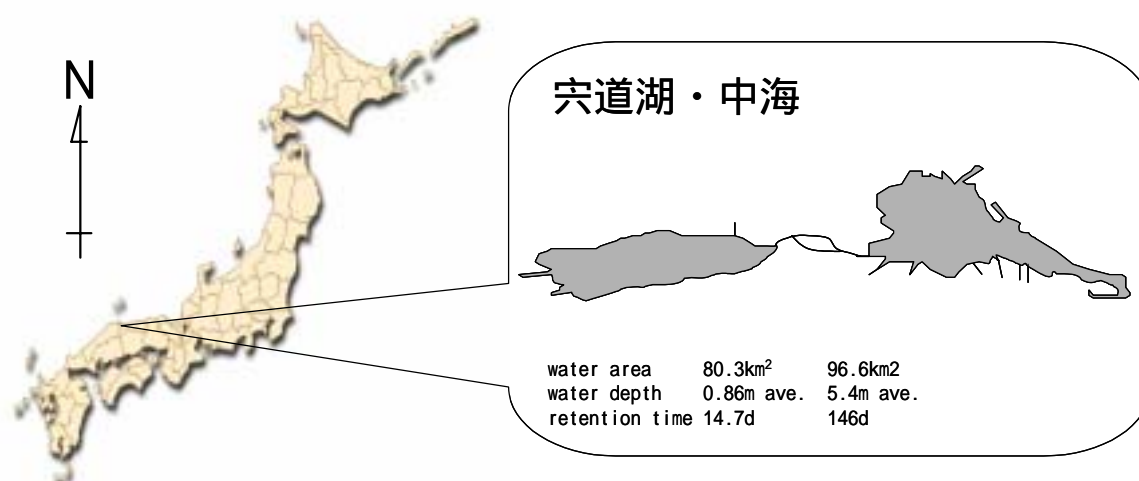 N
宍道湖・中海
water area 80.3km² 96.6km2
water depth 0.86m ave. 5.4m ave.
retention time 14.7d 146d